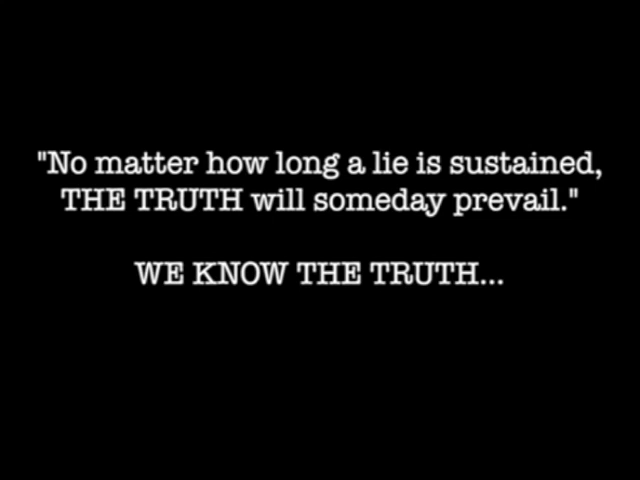 "No matter how long a lie is sustained,
THE TRUTH will someday prevail."
WE KNOW THE TRUTH...